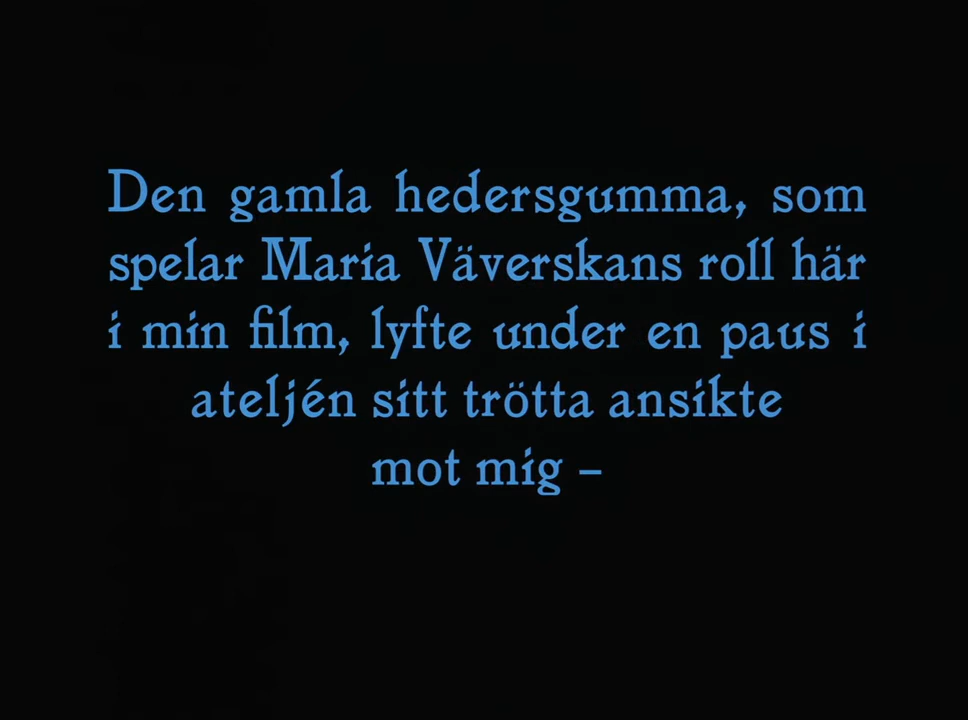 Den gamla hedersgumma, som
spelar Maria Väverskans roll här
i min film, lyfte under en paus i
ateljén sitt trötta ansikte
mot mig –